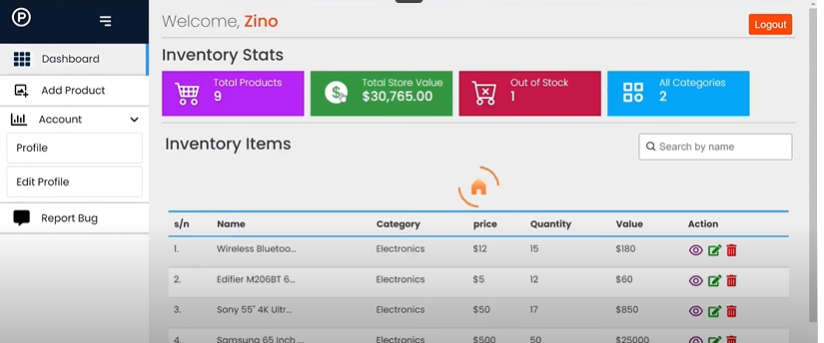 P
Welcome, Zino
Logout
Dashboard
Add Product
Account
Profile
Edit Profile
Report Bug
Inventory Stats
Total Products
9
$
Total Store Value
$30,765.00
Out of Stock
1
All Categories
2
Inventory Items
Search by name
s/n Name Category price Quantity Value Action
1. Wireless Bluetoo... Electronics $12 15 $180
2. Edifier M206BT 6... Electronics $5 12 $60
3. Sony 55" 4K Ultr... Electronics $50 17 $850
4. Samsung 65 Inch ... Electronics $500 50 $25000